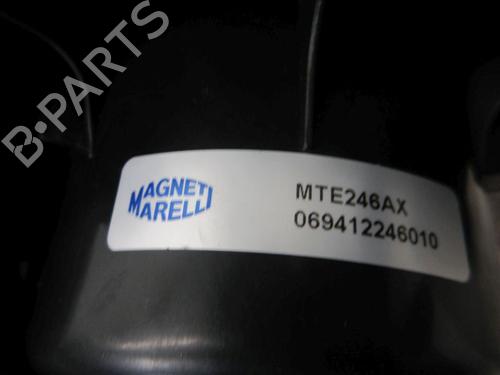 B-PARTS
MAGNETI
MARELLI
MTE246AX
069412246010